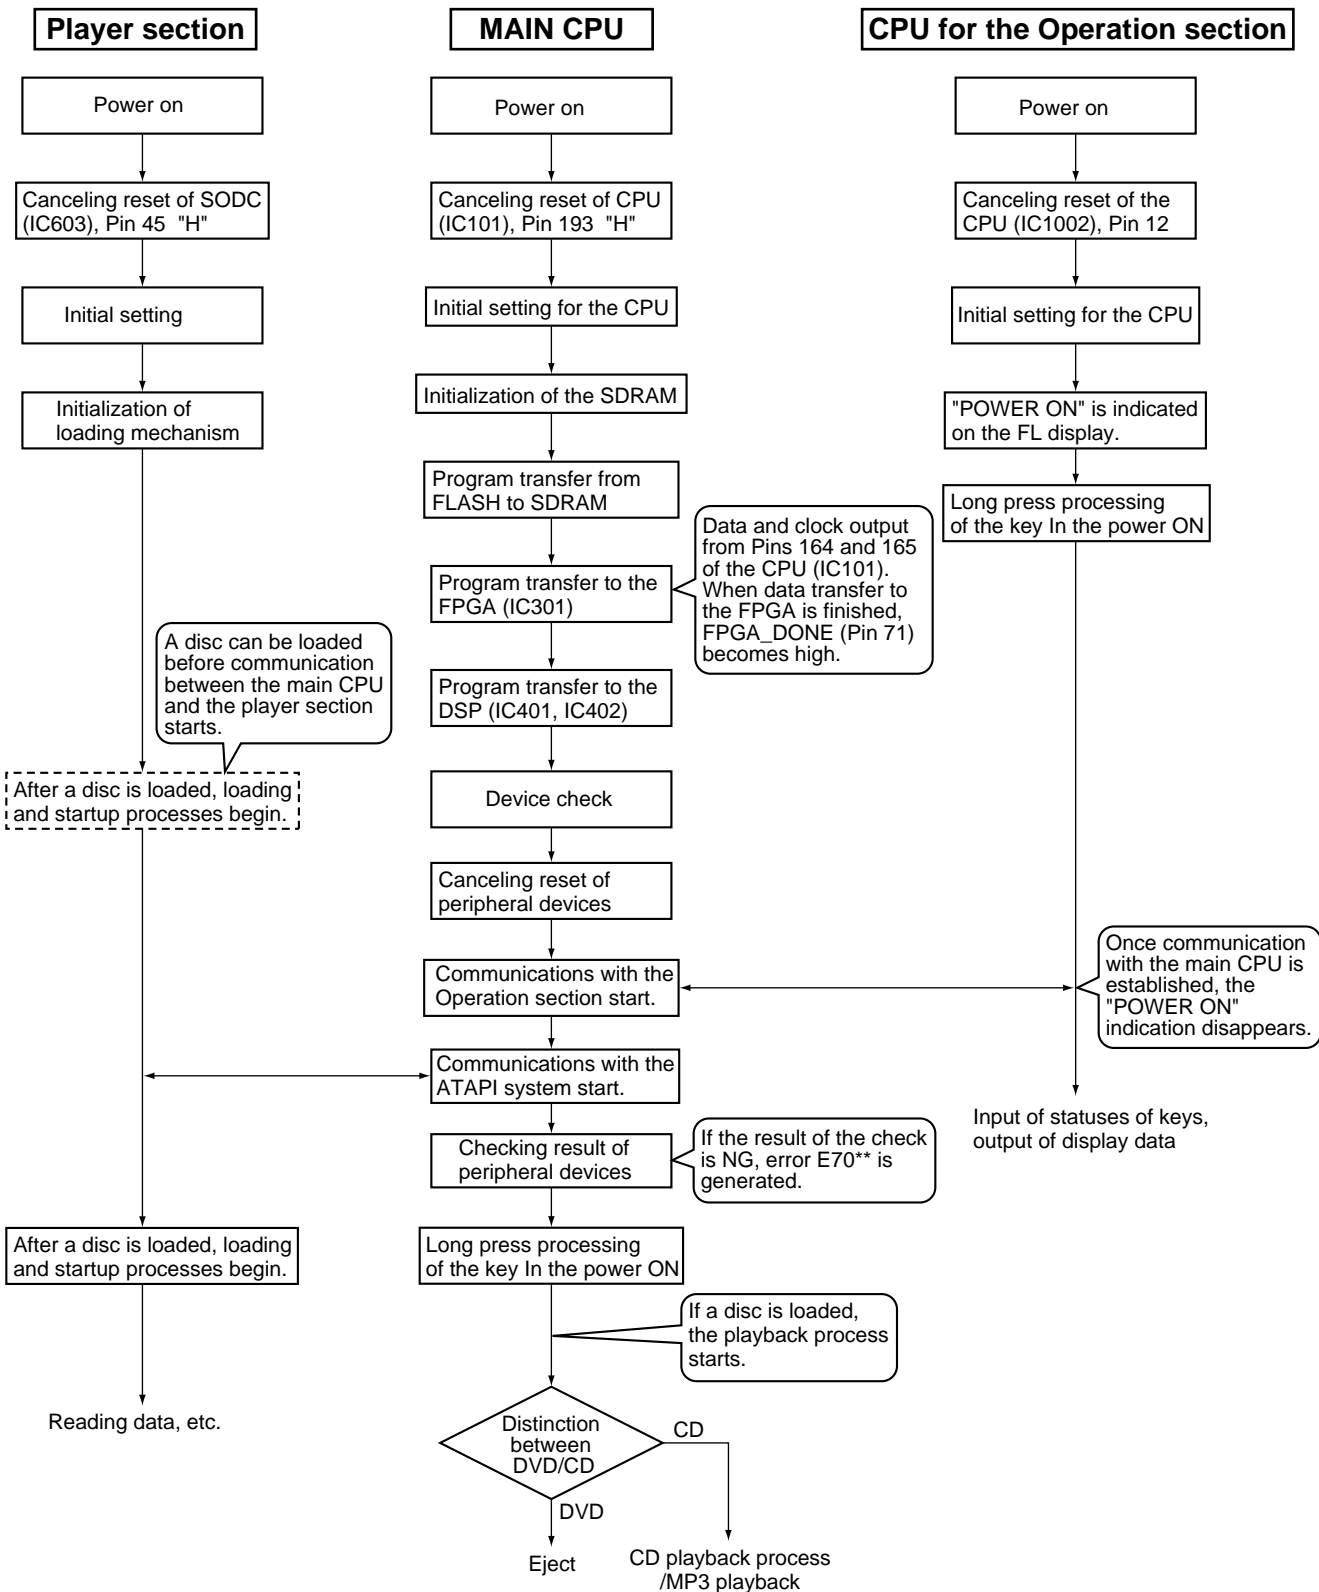 Player section
MAIN CPU
CPU for the Operation section
Power on
Canceling reset of SODC
(IC603), Pin 45 "H"
Initial setting
Initialization of
loading mechanism
A disc can be loaded
before communication
between the main CPU
and the player section
starts.
After a disc is loaded, loading
and startup processes begin.
After a disc is loaded, loading
and startup processes begin.
Reading data, etc.
Power on
Canceling reset of CPU
(IC101), Pin 193 "H"
Initial setting for the CPU
Initialization of the SDRAM
Program transfer from
FLASH to SDRAM
Program transfer to the
FPGA (IC301)
Data and clock output
from Pins 164 and 165
of the CPU (IC101).
When data transfer to
the FPGA is finished,
FPGA_DONE (Pin 71)
becomes high.
Program transfer to the
DSP (IC401, IC402)
Device check
Canceling reset of
peripheral devices
Communications with the
Operation section start.
Communications with the
ATAPI system start.
Checking result of
peripheral devices
If the result of the check
is NG, error E70** is
generated.
Long press processing
of the key In the power ON
If a disc is loaded,
the playback process
starts.
Distinction
between
DVD/CD
CD
DVD
Eject
CD playback process
/MP3 playback
Power on
Canceling reset of the
CPU (IC1002), Pin 12
Initial setting for the CPU
"POWER ON" is indicated
on the FL display.
Long press processing
of the key In the power ON
Once communication
with the main CPU is
established, the
"POWER ON"
indication disappears.
Input of statuses of keys,
output of display data